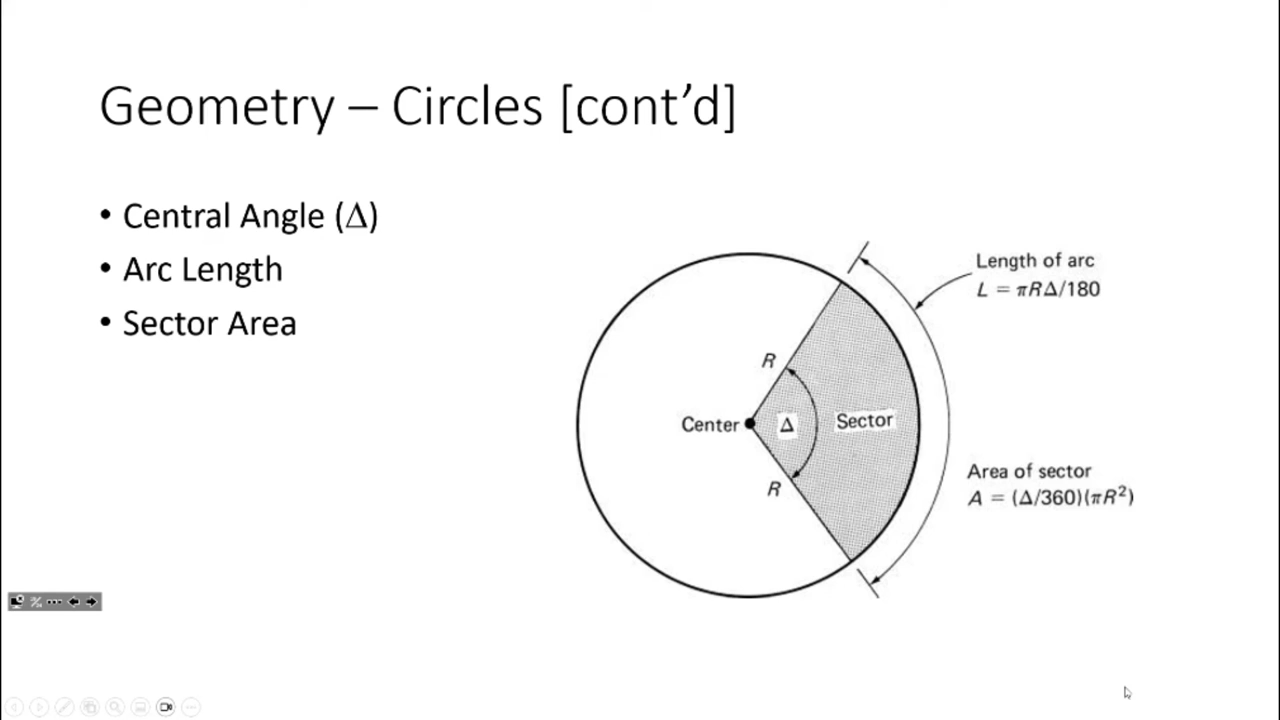 Geometry – Circles [cont’d]
• Central Angle (Δ)
• Arc Length
• Sector Area
Length of arc
L = πRΔ/180
R
Center
Δ
Sector
R
Area of sector
A = (Δ/360)(πR²)